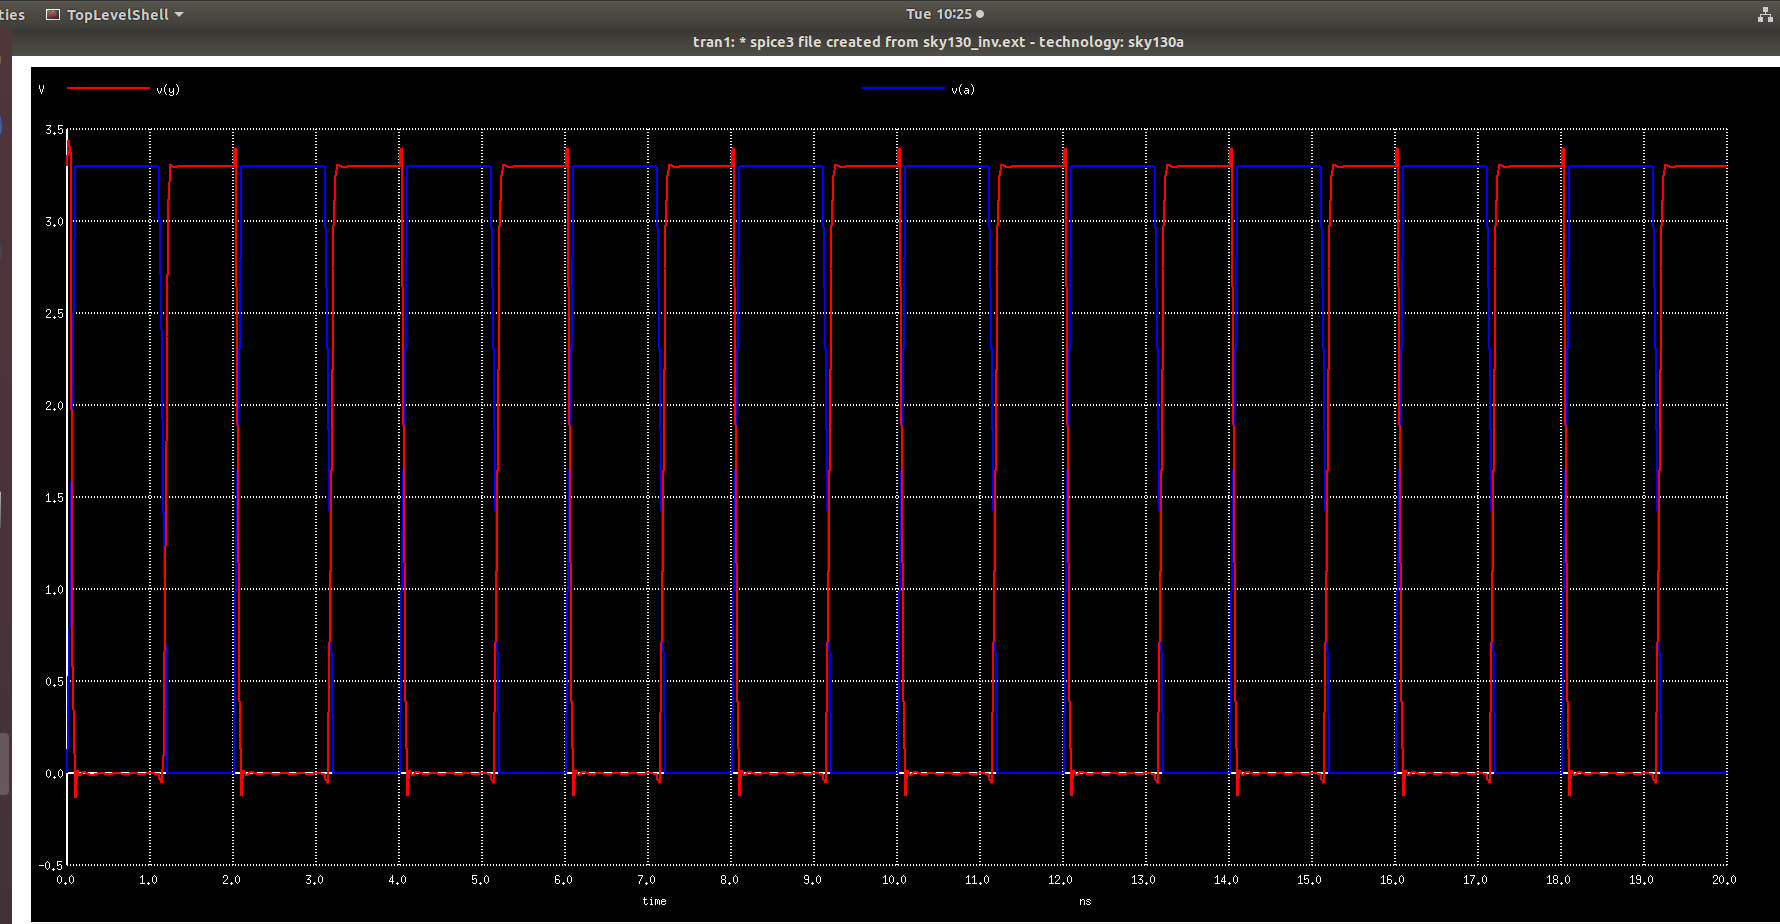 ties TopLevelShell Tue 10:25
tran1: * spice3 file created from sky130_inv.ext - technology: sky130a
V v(y) v(a)
3.5
3.0
2.5
2.0
1.5
1.0
0.5
0.0
-0.5
0.0 1.0 2.0 3.0 4.0 5.0 6.0 7.0 8.0 9.0 10.0 11.0 12.0 13.0 14.0 15.0 16.0 17.0 18.0 19.0 20.0
time ns